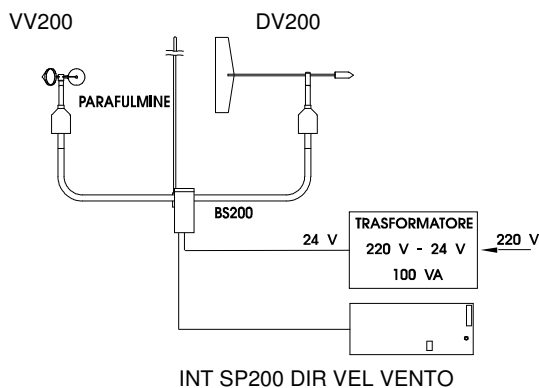 VV200
DV200
PARAFULMINE
BS200
24 V
TRASFORMATORE
220 V - 24 V
100 VA
220 V
INT SP200 DIR VEL VENTO